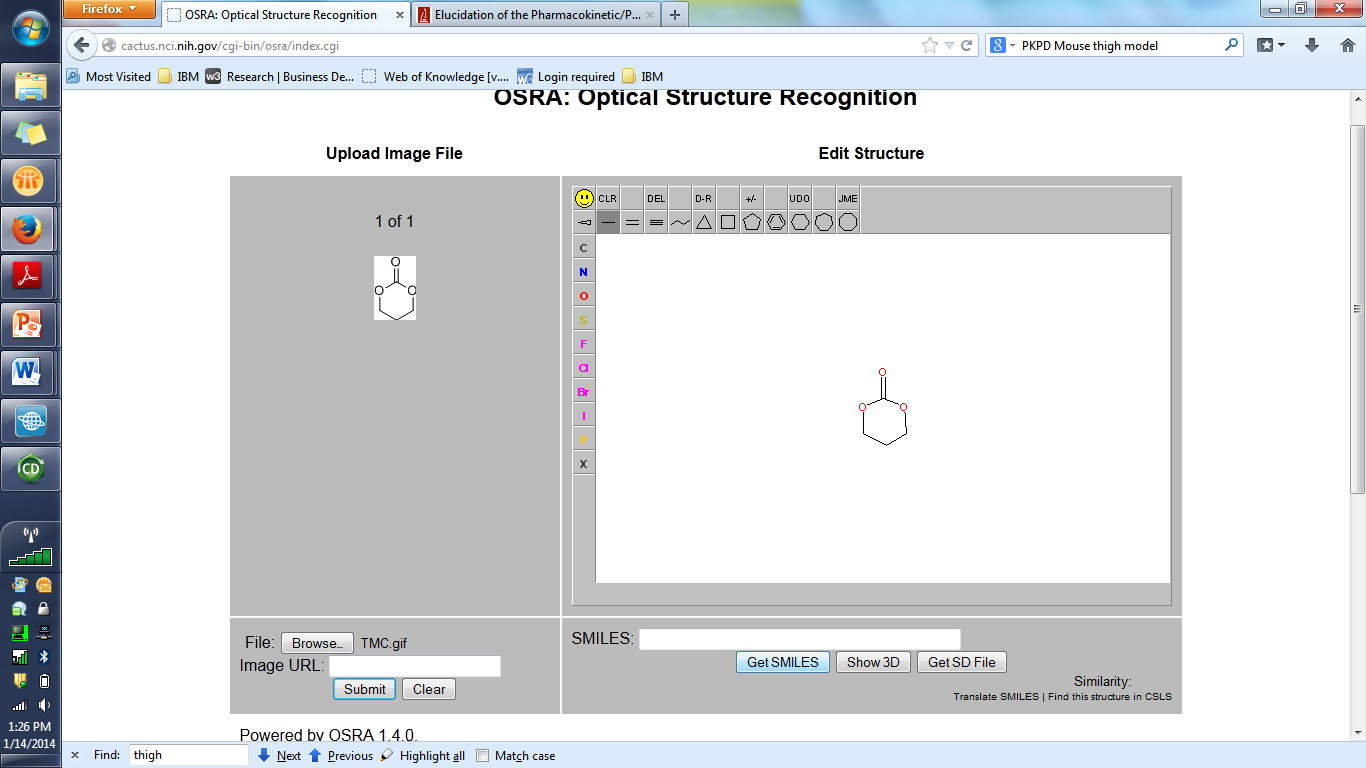 Firefox
OSRA: Optical Structure Recognition
Elucidation of the Pharmacokinetic/P...
cactus.nci.nih.gov/cgi-bin/osra/index.cgi
PKPD Mouse thigh model
Most Visited
IBM
w3 Research | Business De...
Web of Knowledge [v....
Login required
IBM
OSRA: Optical Structure Recognition
Upload Image File
Edit Structure
1 of 1
O
O O
CLR DEL D-R +/- UDO JME
C
N
O
S
F
Cl
Br
I
P
X
O
O O
File: Browse... TMC.gif
Image URL:
Submit Clear
SMILES:
Get SMILES Show 3D Get SD File
Similarity:
Translate SMILES | Find this structure in CSLS
Powered by OSRA 1.4.0.
CD
1:26 PM
1/14/2014
Find: thigh Next Previous Highlight all Match case